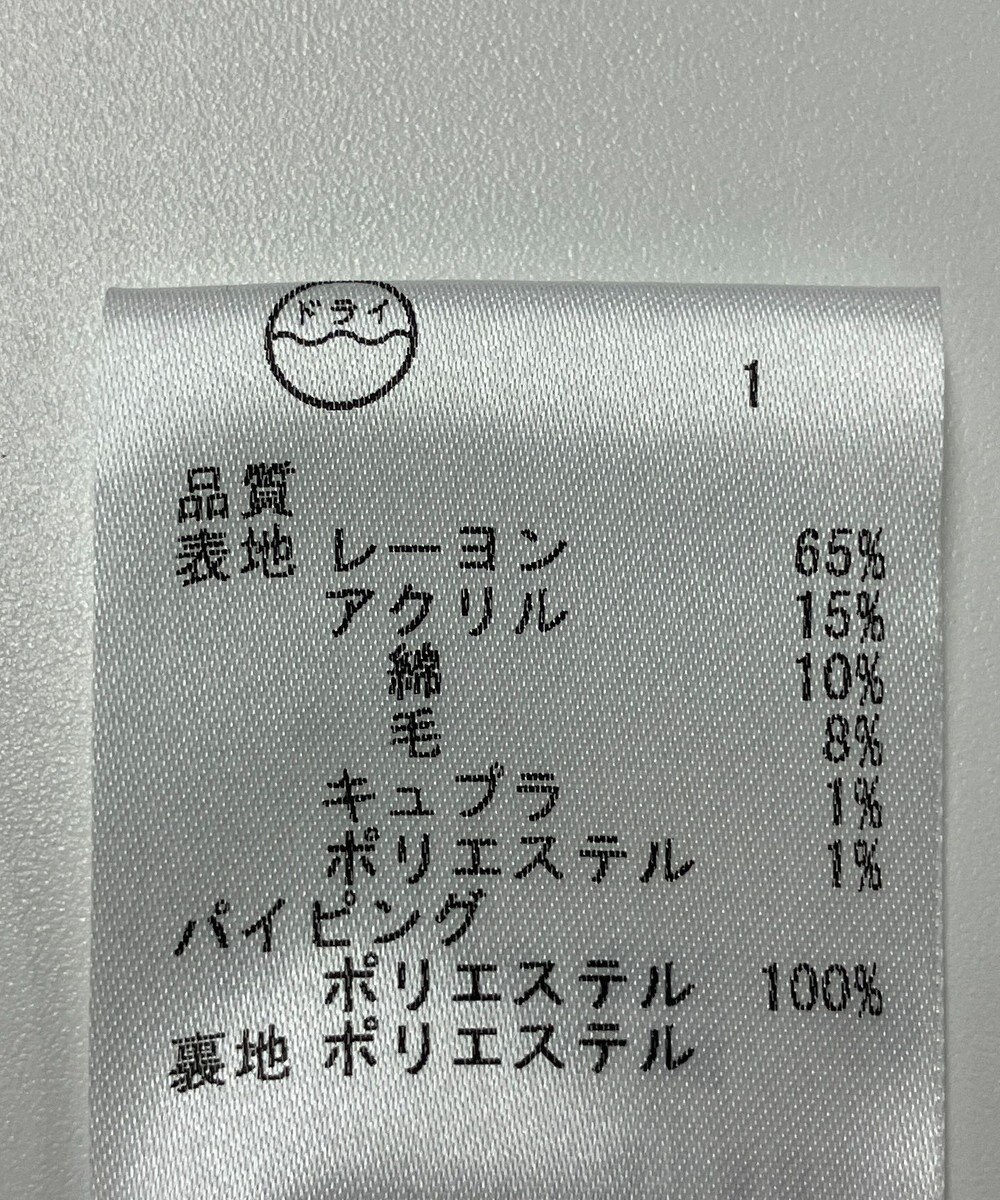 ドライ
1
品質
表地 レーヨン 65%
アクリル 15%
綿 10%
毛 8%
キュプラ 1%
ポリエステル 1%
パイピング
ポリエステル 100%
裏地 ポリエステル